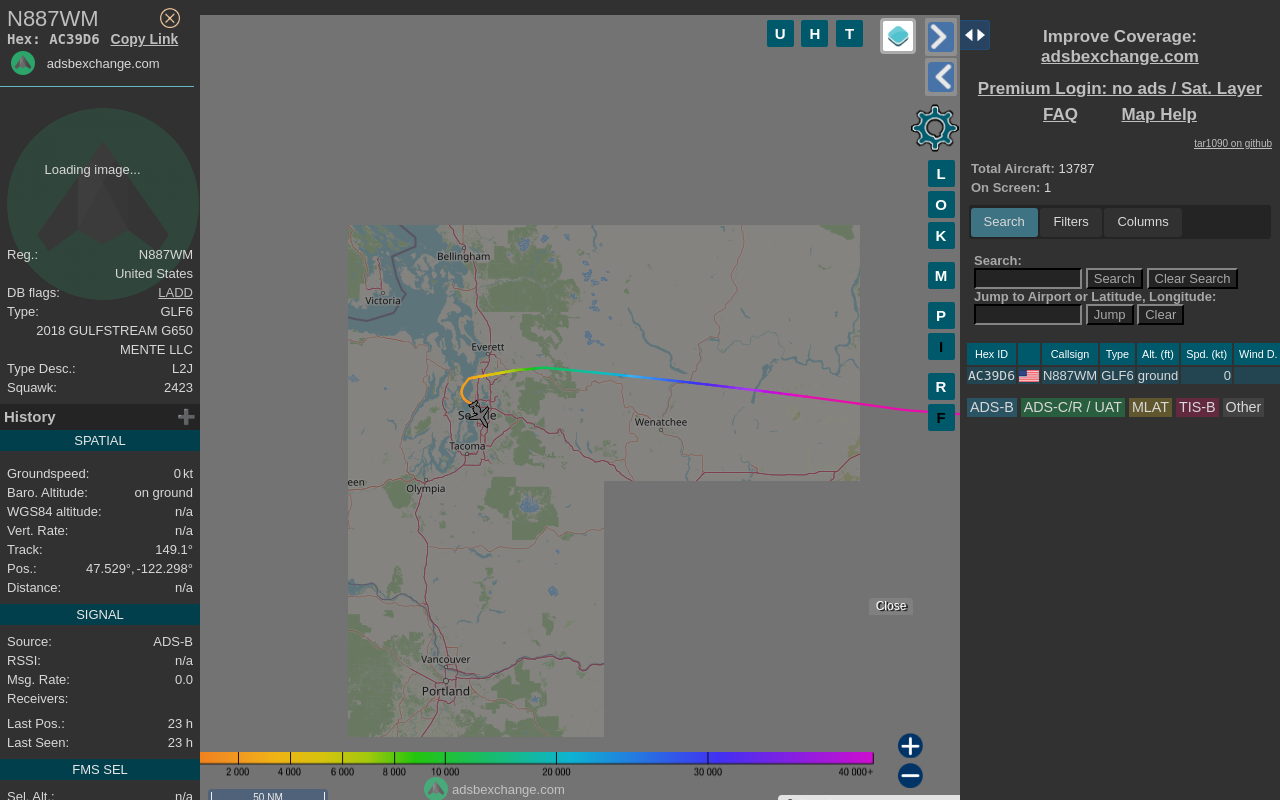 N887WM
Hex: AC39D6 Copy Link
adsbexchange.com
Loading image...
Reg.: N887WM
United States
DB flags: LADD
Type: GLF6
2018 GULFSTREAM G650
MENTE LLC
Type Desc.: L2J
Squawk: 2423
History
SPATIAL
Groundspeed: 0 kt
Baro. Altitude: on ground
WGS84 altitude: n/a
Vert. Rate: n/a
Track: 149.1°
Pos.: 47.529°, -122.298°
Distance: n/a
SIGNAL
Source: ADS-B
RSSI: n/a
Msg. Rate: 0.0
Receivers:
Last Pos.: 23 h
Last Seen: 23 h
FMS SEL
Sel. Alt.: n/a
U H T
L
O
K
M
P
I
R
F
Bellingham
Victoria
Everett
Wenatchee
Tacoma
een
Olympia
Vancouver
Portland
Close
2 000 4 000 6 000 8 000 10 000 20 000 30 000 40 000+
adsbexchange.com
50 NM
Improve Coverage:
adsbexchange.com
Premium Login: no ads / Sat. Layer
FAQ Map Help
tar1090 on github
Total Aircraft: 13787
On Screen: 1
Search Filters Columns
Search:
Search Clear Search
Jump to Airport or Latitude, Longitude:
Jump Clear
Hex ID Callsign Type Alt. (ft) Spd. (kt) Wind D.
AC39D6 N887WM GLF6 ground 0
ADS-B ADS-C/R / UAT MLAT TIS-B Other